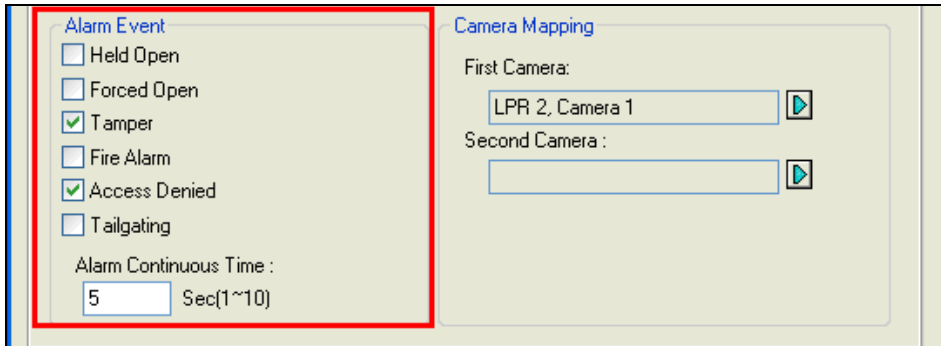 Alarm Event
Held Open
Forced Open
Tamper
Fire Alarm
Access Denied
Tailgating
Alarm Continuous Time :
5 Sec(1~10)
Camera Mapping
First Camera:
LPR 2, Camera 1
Second Camera :